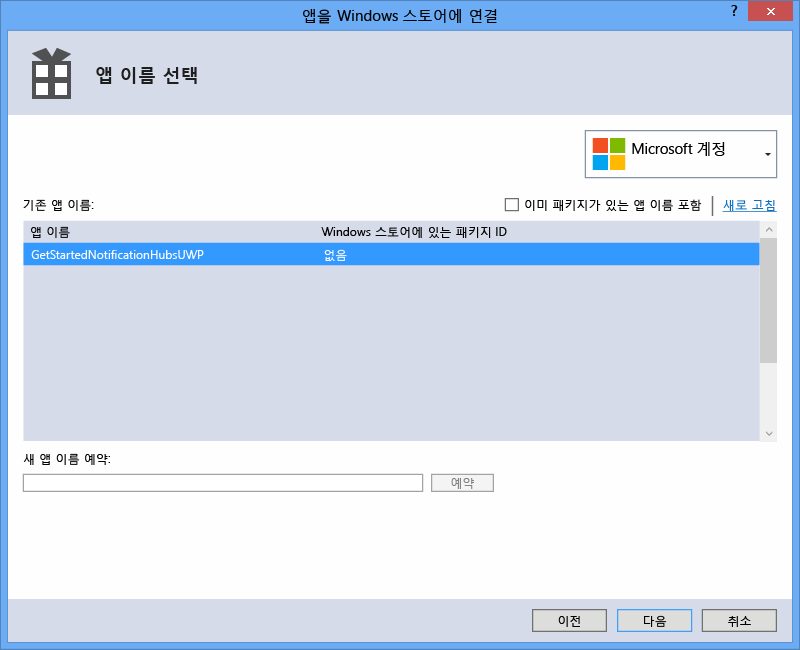 앱을 Windows 스토어에 연결
?
앱 이름 선택
Microsoft 계정
기존 앱 이름:
이미 패키지가 있는 앱 이름 포함
새로 고침
앱 이름 Windows 스토어에 있는 패키지 ID
GetStartedNotificationHubsUWP 없음
새 앱 이름 예약:
예약
이전 다음 취소